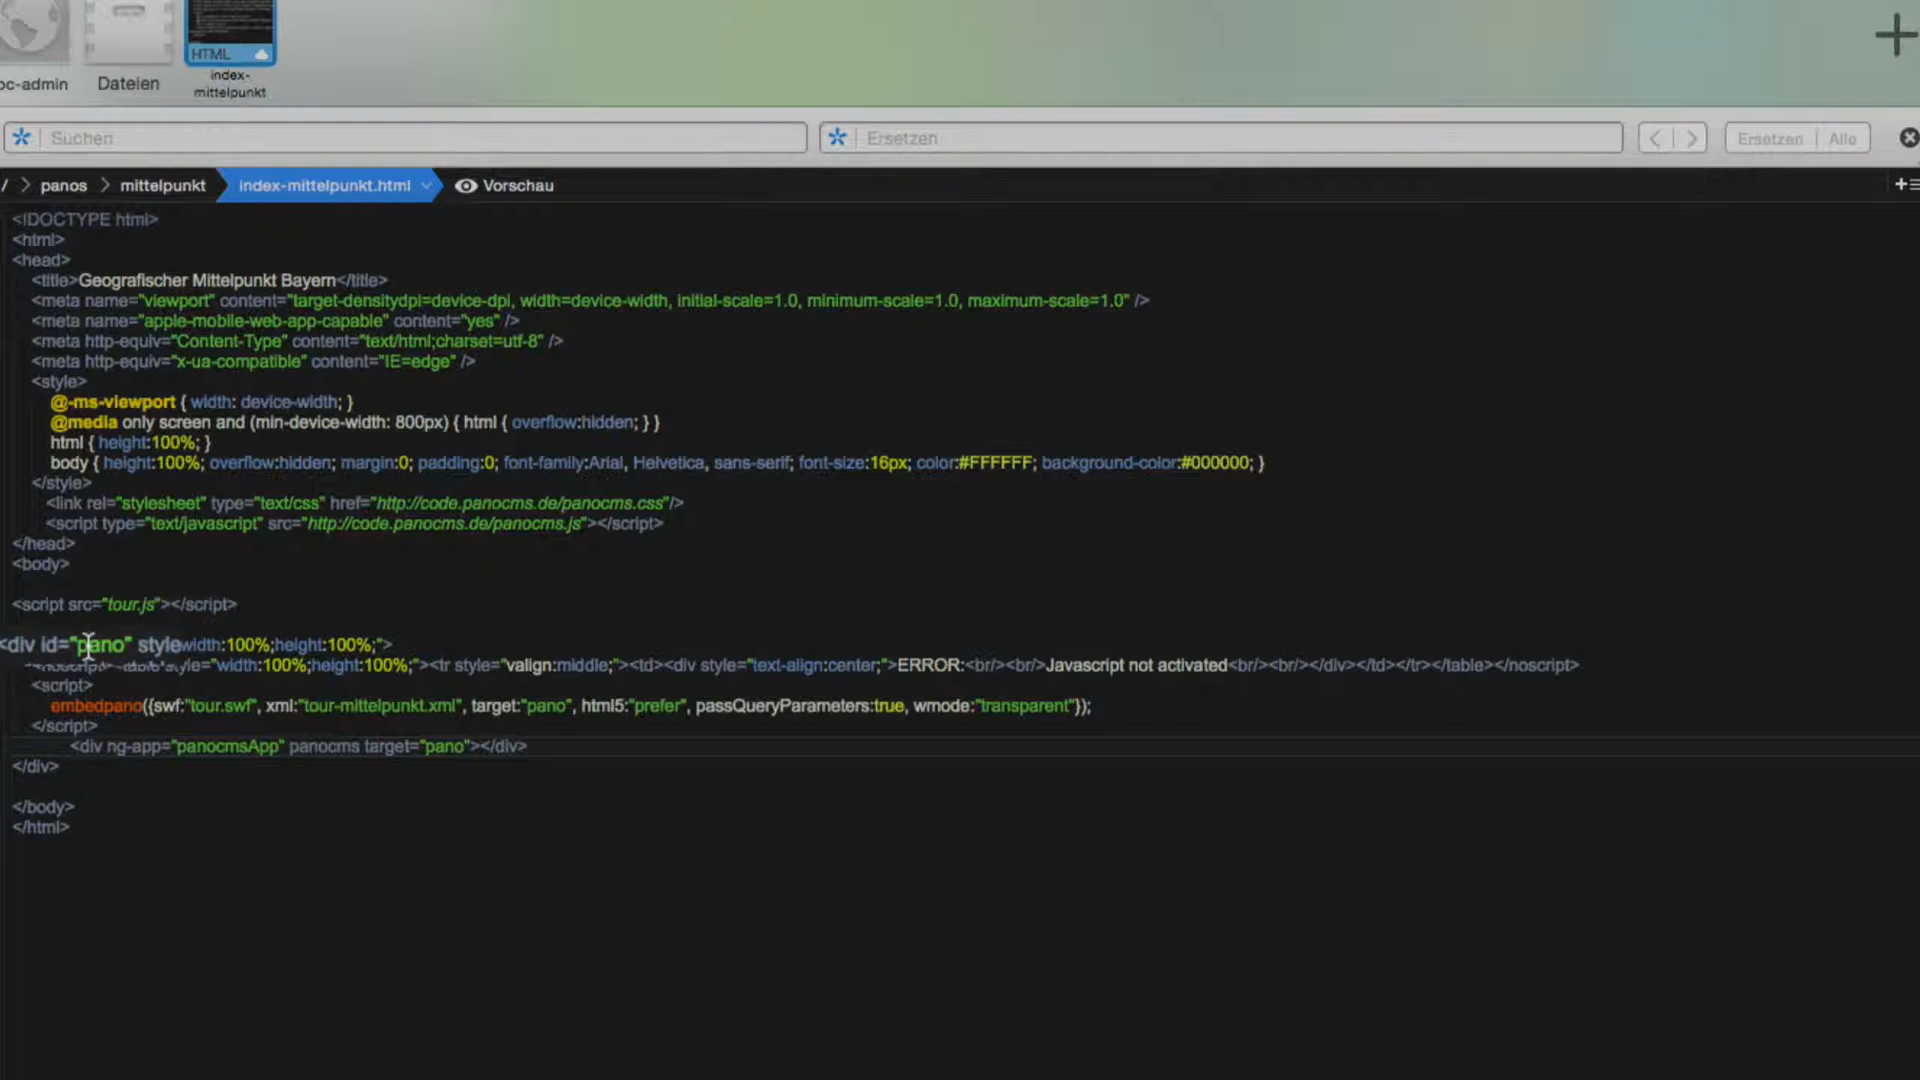 HTML
oc-admin
Dateien
index-
mittelpunkt
Suchen
Ersetzen
Ersetzen
Alle
/ > panos > mittelpunkt index-mittelpunkt.html Vorschau
<!DOCTYPE html>
<html>
<head>
<title>Geografischer Mittelpunkt Bayern</title>
<meta name="viewport" content="target-densitydpi=device-dpi, width=device-width, initial-scale=1.0, minimum-scale=1.0, maximum-scale=1.0" />
<meta name="apple-mobile-web-app-capable" content="yes" />
<meta http-equiv="Content-Type" content="text/html;charset=utf-8" />
<meta http-equiv="x-ua-compatible" content="IE=edge" />
<style>
@-ms-viewport { width: device-width; }
@media only screen and (min-device-width: 800px) { html { overflow:hidden; } }
html { height:100%; }
body { height:100%; overflow:hidden; margin:0; padding:0; font-family:Arial, Helvetica, sans-serif; font-size:16px; color:#FFFFFF; background-color:#000000; }
</style>
<link rel="stylesheet" type="text/css" href="http://code.panocms.de/panocms.css"/>
<script type="text/javascript" src="http://code.panocms.de/panocms.js"></script>
</head>
<body>
<script src="tour.js"></script>
<div id="pano" style width:100%;height:100%;">
style="width:100%;height:100%;"><tr style="valign:middle;"><td><div style="text-align:center;">ERROR:<br/><br/>Javascript not activated<br/><br/></div></td></tr></table></noscript>
<script>
embedpano({swf:"tour.swf", xml:"tour-mittelpunkt.xml", target:"pano", html5:"prefer", passQueryParameters:true, wmode:"transparent"});
</script>
<div ng-app="panocmsApp" panocms target="pano"></div>
</div>
</body>
</html>